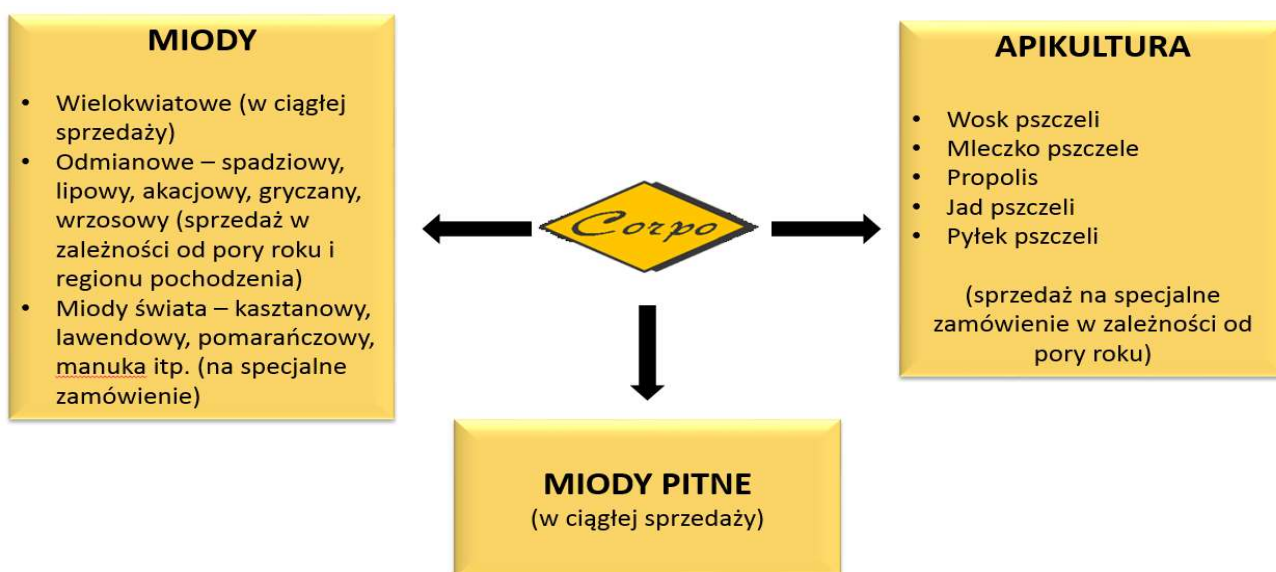 MIODY
• Wielokwiatowe (w ciągłej
sprzedaży)
• Odmianowe – spadziowy,
lipowy, akacjowy, gryczany,
wrzosowy (sprzedaż w
zależności od pory roku i
regionu pochodzenia)
• Miody świata – kasztanowy,
lawendowy, pomarańczowy,
manuka itp. (na specjalne
zamówienie)
Corpo
APIKULTURA
• Wosk pszczeli
• Mleczko pszczele
• Propolis
• Jad pszczeli
• Pyłek pszczeli
(sprzedaż na specjalne
zamówienie w zależności od
pory roku)
MIODY PITNE
(w ciągłej sprzedaży)